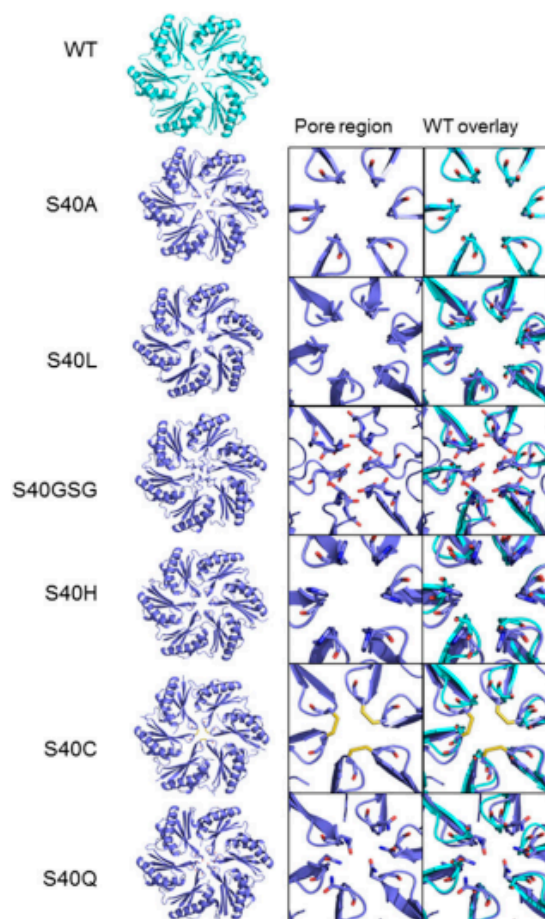 WT
Pore region WT overlay
S40A
S40L
S40GSG
S40H
S40C
S40Q